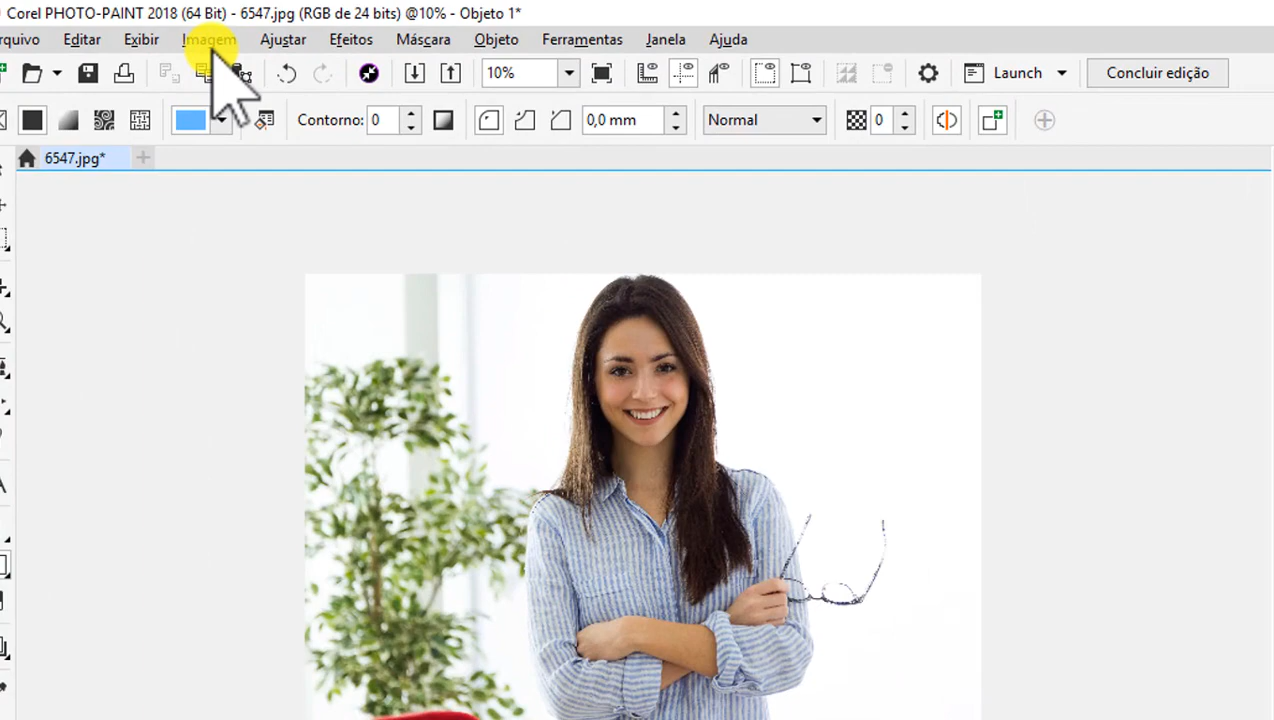 Corel PHOTO-PAINT 2018 (64 Bit) - 6547.jpg (RGB de 24 bits) @10% - Objeto 1*
rquivo Editar Exibir Imagem Ajustar Efeitos Máscara Objeto Ferramentas Janela Ajuda
10% Launch Concluir edição
Contorno: 0 0,0 mm Normal 0
6547.jpg*